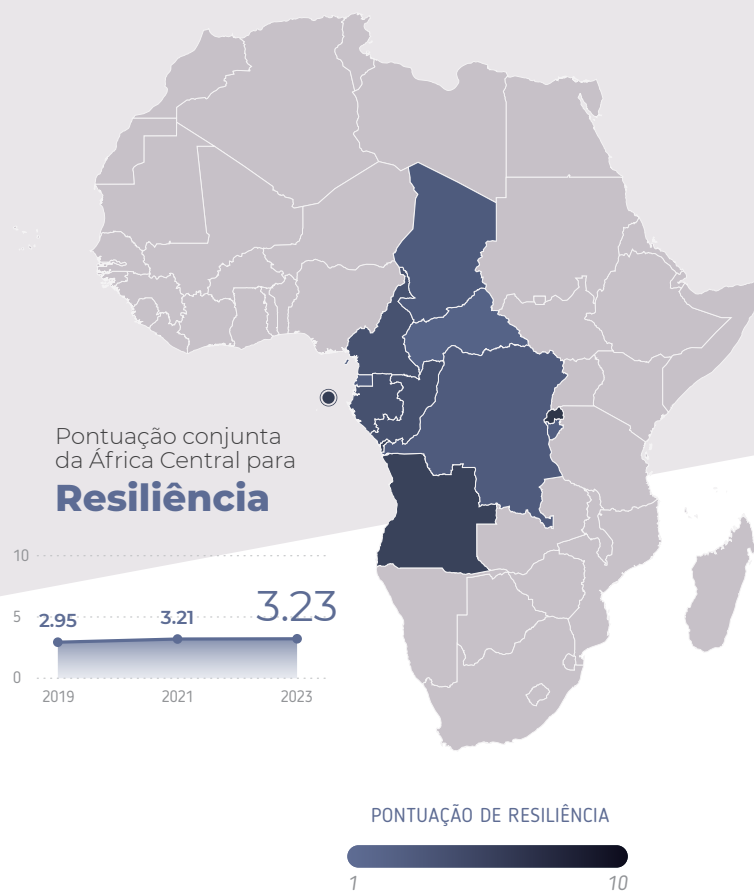 Pontuação conjunta
da África Central para
Resiliência
10
5
0
2.95
3.21
3.23
2019
2021
2023
PONTUAÇÃO DE RESILIÊNCIA
1
10